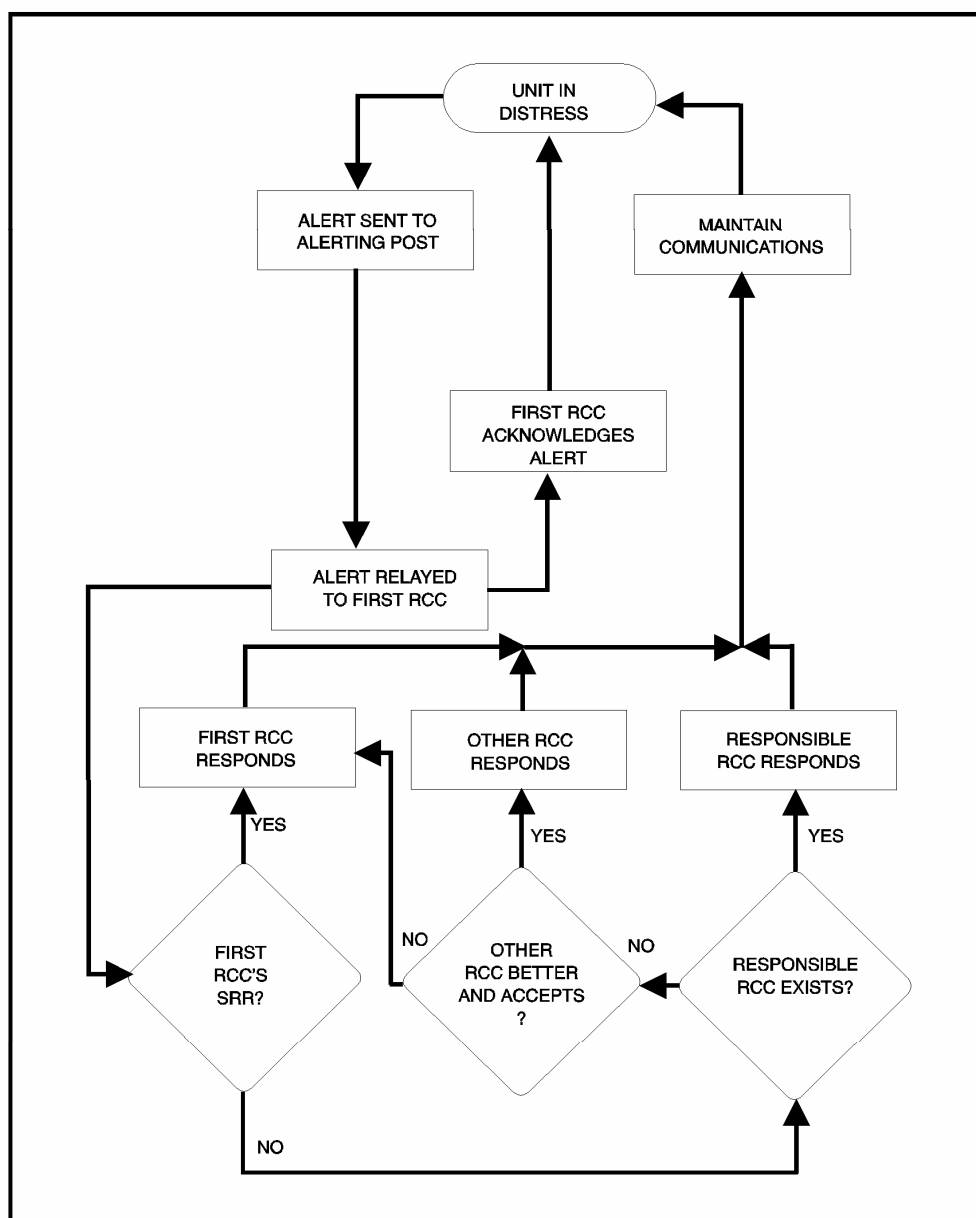 UNIT IN
DISTRESS
ALERT SENT TO
ALERTING POST
MAINTAIN
COMMUNICATIONS
FIRST RCC
ACKNOWLEDGES
ALERT
ALERT RELAYED
TO FIRST RCC
FIRST RCC
RESPONDS
OTHER RCC
RESPONDS
RESPONSIBLE
RCC RESPONDS
YES
YES
YES
FIRST
RCC'S
SRR?
NO
OTHER
RCC BETTER
AND ACCEPTS
?
NO
RESPONSIBLE
RCC EXISTS?
NO